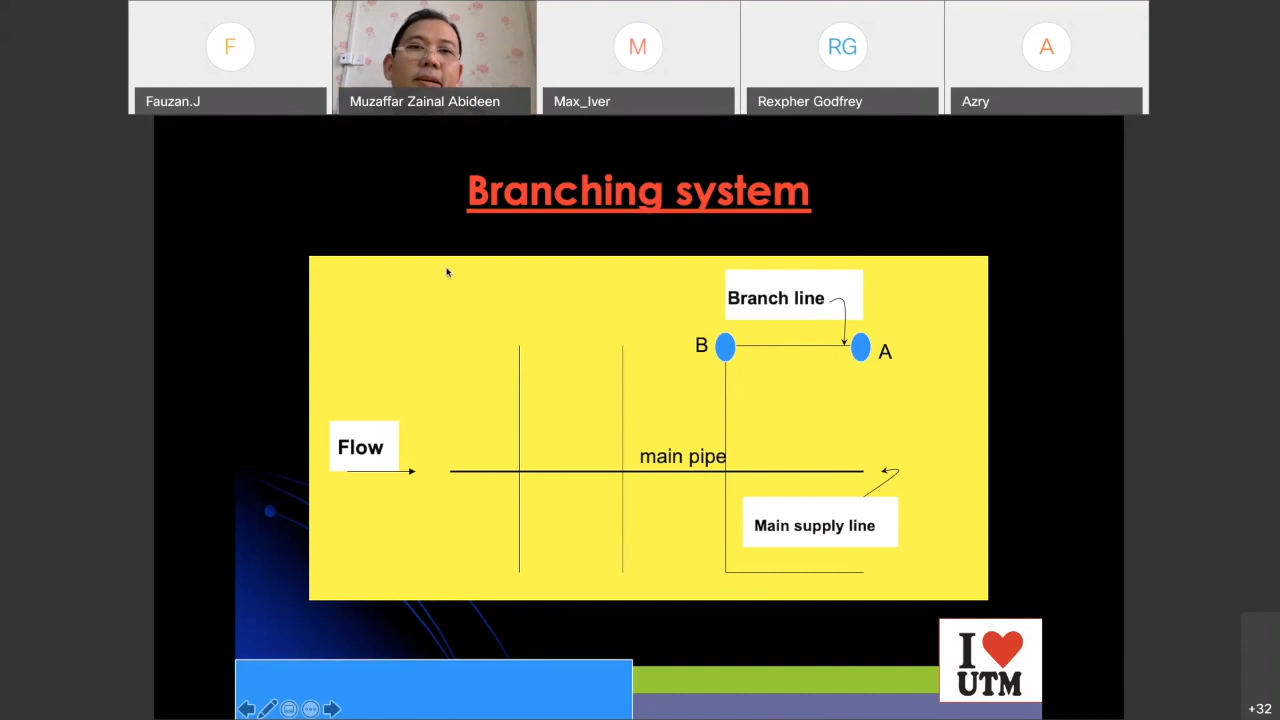 F
M
RG
A
Fauzan.J
Muzaffar Zainal Abideen
Max_Iver
Rexpher Godfrey
Azry
Branching system
Branch line
B
A
Flow
main pipe
Main supply line
I
UTM
+32